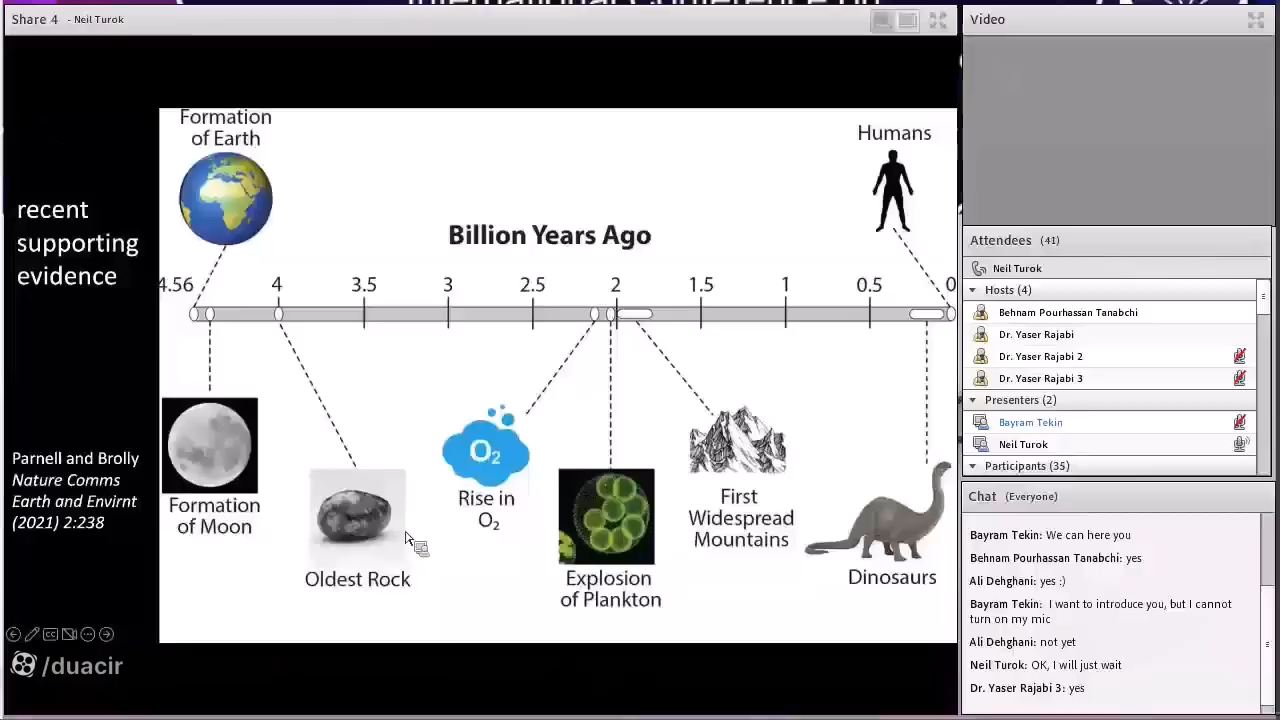 International Conference on
Share 4 - Neil Turok
Formation
of Earth
Humans
recent
supporting
evidence
Billion Years Ago
4.56 4 3.5 3 2.5 2 1.5 1 0.5 0
O₂
Rise in
O₂
Formation
of Moon
Oldest Rock
Explosion
of Plankton
First
Widespread
Mountains
Dinosaurs
Parnell and Brolly
Nature Comms
Earth and Envirnt
(2021) 2:238
CC
/duacir
Video
Attendees (41)
Neil Turok
Hosts (4)
Behnam Pourhassan Tanabchi
Dr. Yaser Rajabi
Dr. Yaser Rajabi 2
Dr. Yaser Rajabi 3
Presenters (2)
Bayram Tekin
Neil Turok
Participants (35)
Chat (Everyone)
Bayram Tekin: We can here you
Behnam Pourhassan Tanabchi: yes
Ali Dehghani: yes :)
Bayram Tekin: I want to introduce you, but I cannot
turn on my mic
Ali Dehghani: not yet
Neil Turok: OK, I will just wait
Dr. Yaser Rajabi 3: yes